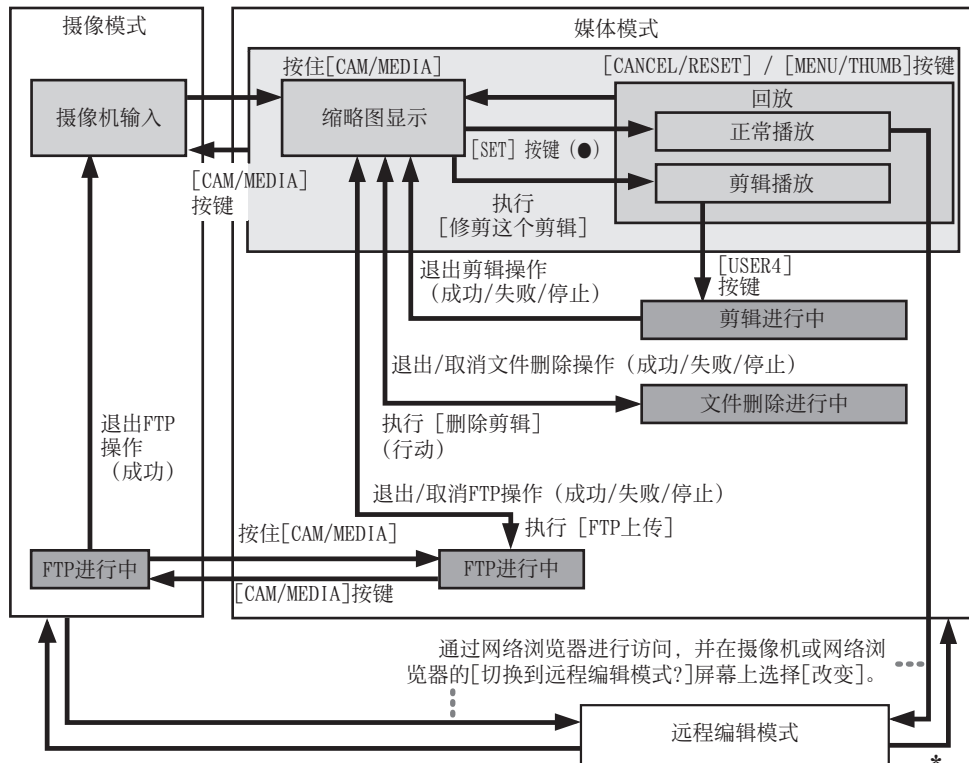 摄像模式
媒体模式
按住[CAM/MEDIA]
[CANCEL/RESET] / [MENU/THUMB]按键
摄像机输入
缩略图显示
回放
正常播放
[SET] 按键 (●)
剪辑播放
[CAM/MEDIA]
按键
执行
[修剪这个剪辑]
[USER4]
按键
退出剪辑操作
(成功/失败/停止)
剪辑进行中
退出/取消文件删除操作 (成功/失败/停止)
文件删除进行中
执行 [删除剪辑]
(行动)
退出FTP
操作
(成功)
退出/取消FTP操作 (成功/失败/停止)
执行 [FTP上传]
按住[CAM/MEDIA]
FTP进行中
FTP进行中
[CAM/MEDIA]按键
通过网络浏览器进行访问，并在摄像机或网络浏
览器的[切换到远程编辑模式?]屏幕上选择[改变]。
远程编辑模式
*